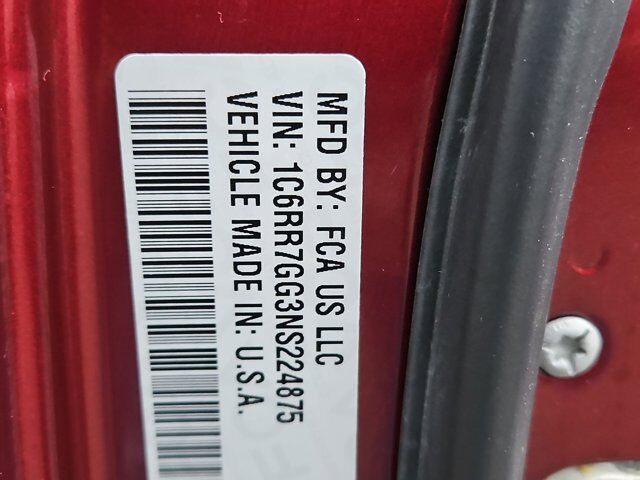 MFD BY: FCA US LLC
VIN: 1C6RR7GG3NS224875
VEHICLE MADE IN: U.S.A.